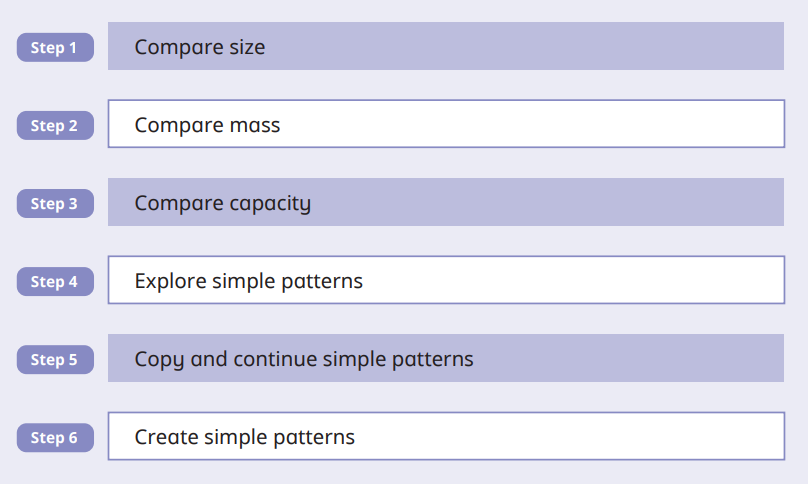 Step 1 Compare size
Step 2 Compare mass
Step 3 Compare capacity
Step 4 Explore simple patterns
Step 5 Copy and continue simple patterns
Step 6 Create simple patterns